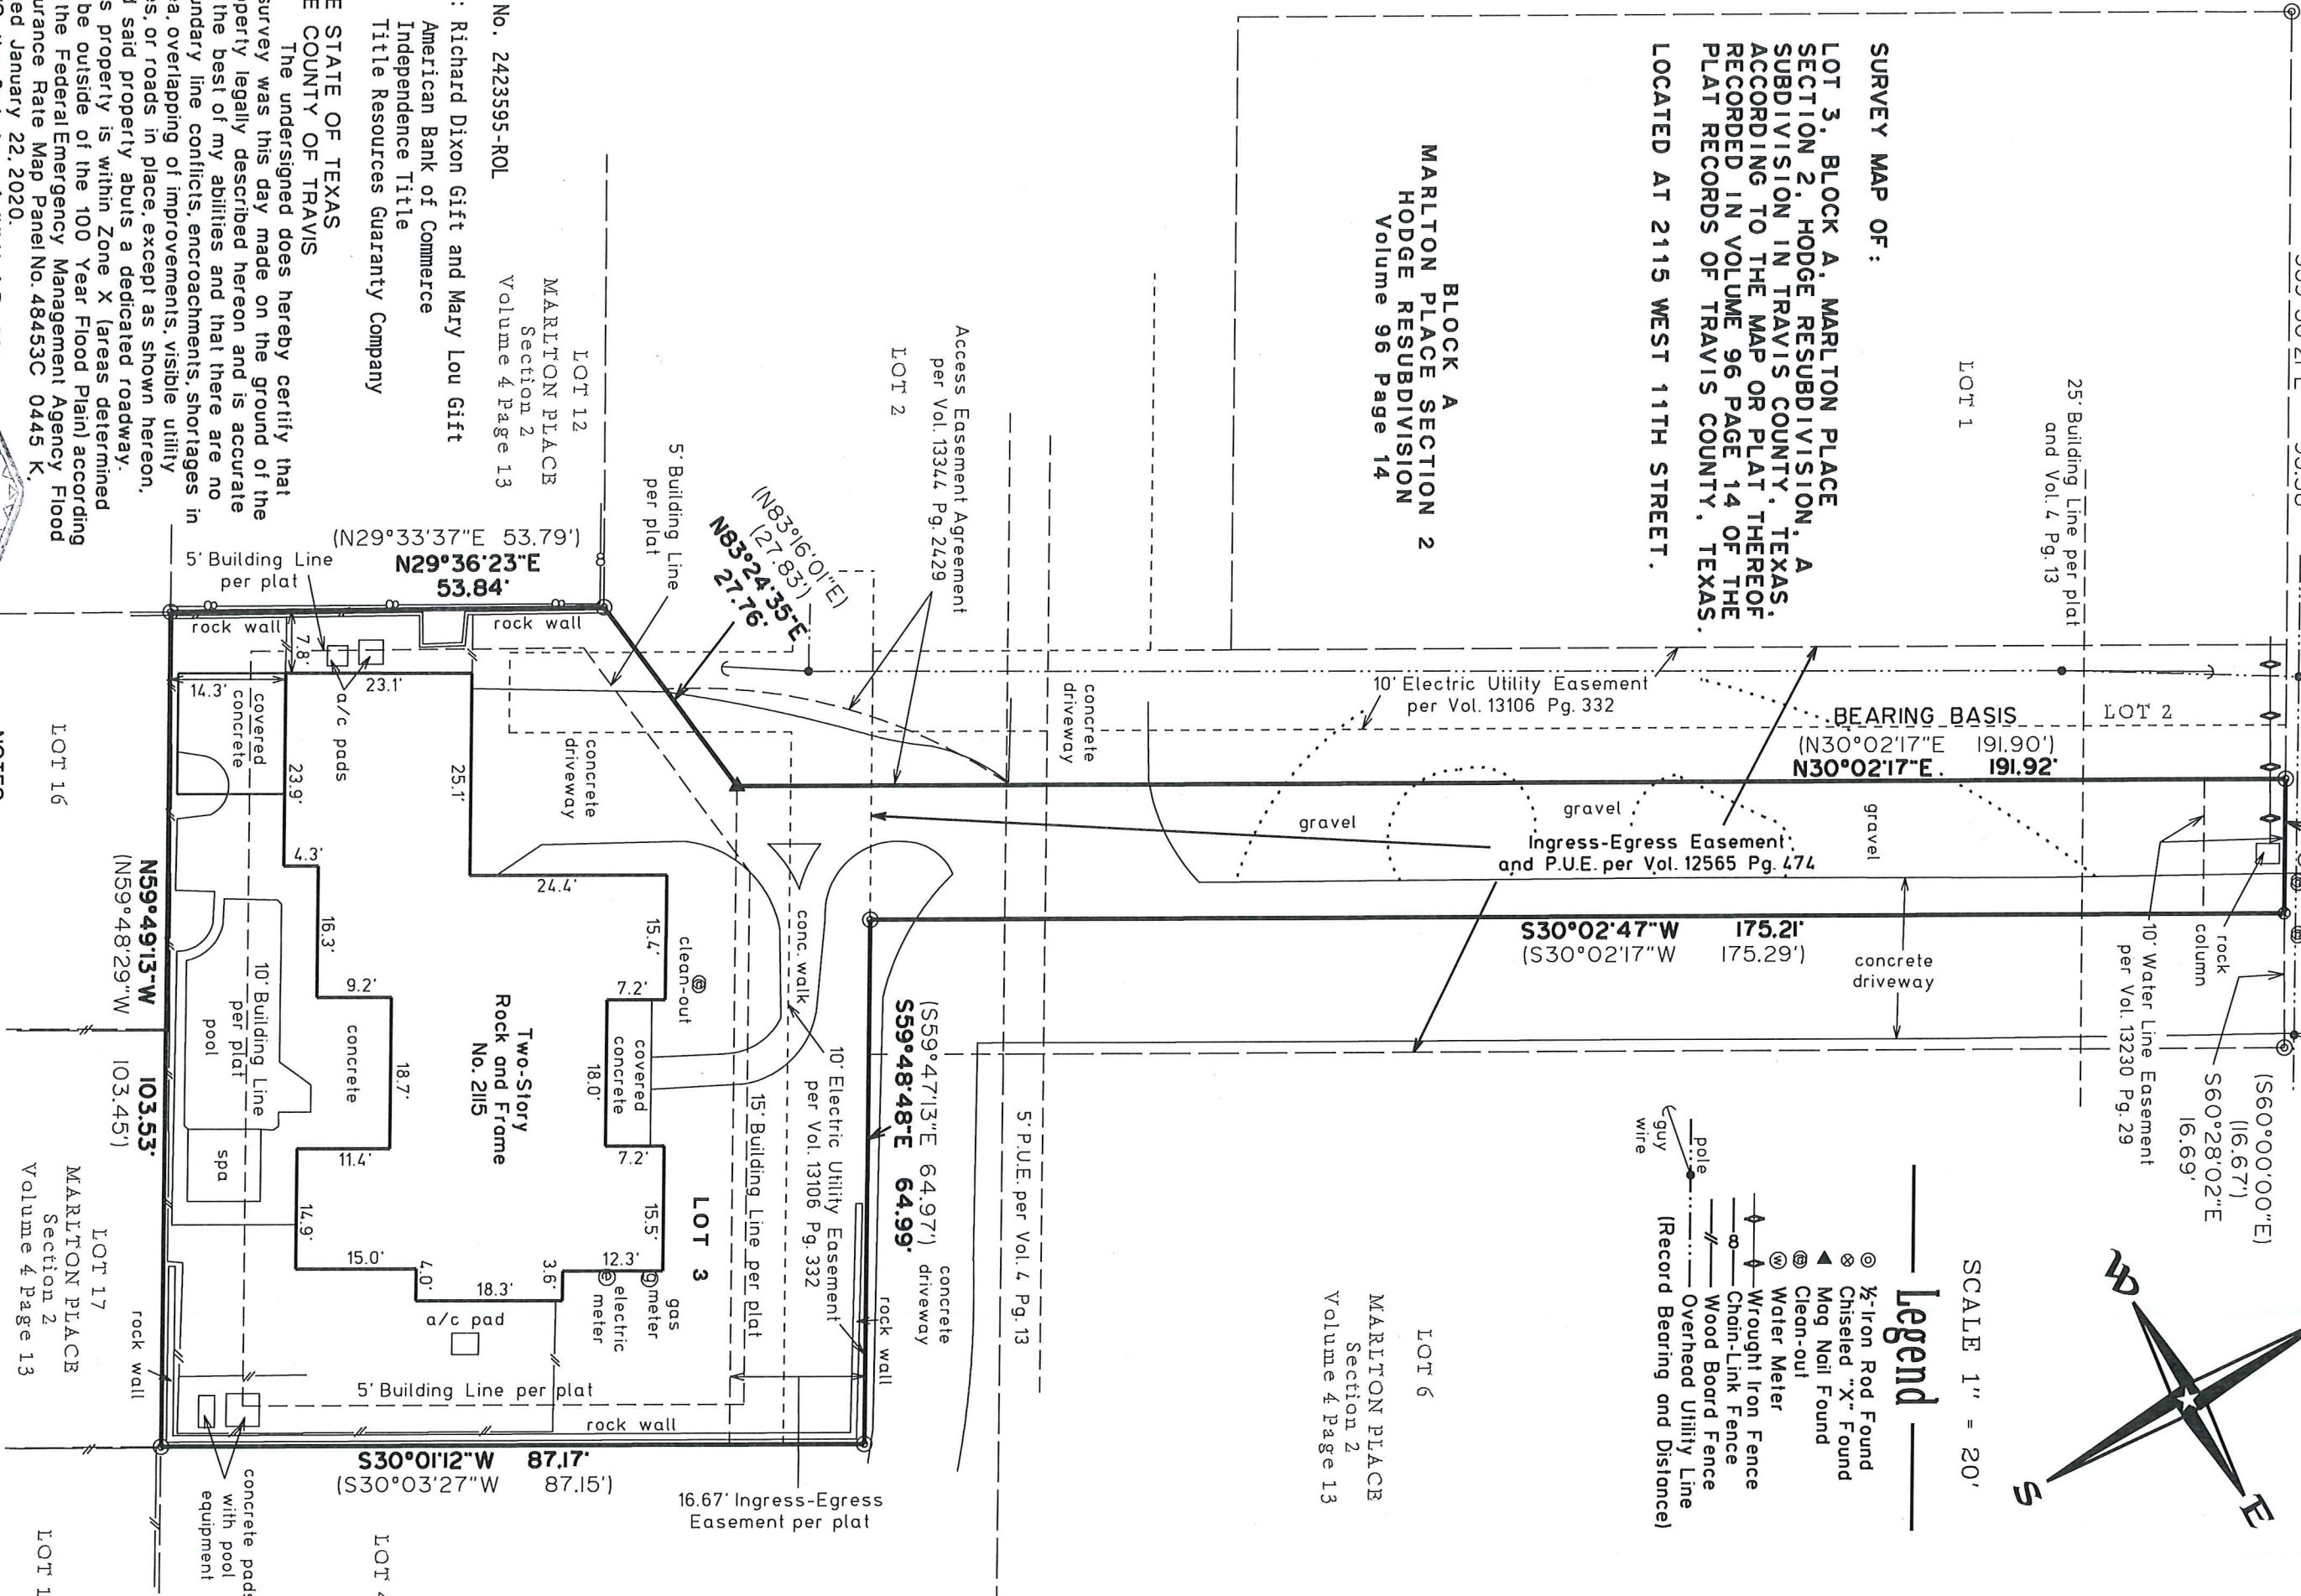 SURVEY MAP OF:
LOT 3, BLOCK A, MARLTON PLACE
SECTION 2, HODGE RESUBDIVISION, A
SUBDIVISION IN TRAVIS COUNTY, TEXAS,
ACCORDING TO THE MAP OR PLAT THEREOF
RECORDED IN VOLUME 96 PAGE 14 OF THE
PLAT RECORDS OF TRAVIS COUNTY, TEXAS.
LOCATED AT 2115 WEST 11TH STREET.
SCALE 1" = 20'
W
S
E
Legend
½" Iron Rod Found
Chiseled "X" Found
Mag Nail Found
Clean-out
Water Meter
Wrought Iron Fence
Chain-Link Fence
Wood Board Fence
Overhead Utility Line
(Record Bearing and Distance)
pole
guy
wire
LOT 1
25' Building Line per plat
and Vol. 4 Pg. 13
BLOCK A
MARLTON PLACE SECTION 2
HODGE RESUBDIVISION
Volume 96 Page 14
(S60°00'00"E)
(16.67')
S60°28'02"E
16.69'
10' Water Line Easement
per Vol. 13230 Pg. 29
rock
column
LOT 2
BEARING BASIS
(N30°02'17"E 191.90')
N30°02'17"E. 191.92'
10' Electric Utility Easement
per Vol. 13106 Pg. 332
gravel
gravel
gravel
Ingress-Egress Easement
and P.U.E. per Vol. 12565 Pg. 474
S30°02'47"W 175.21'
(S30°02'17"W 175.29')
concrete
driveway
LOT 6
MARLTON PLACE
Section 2
Volume 4 Page 13
5' P.U.E. per Vol. 4 Pg. 13
concrete
driveway
Access Easement Agreement
per Vol. 13344 Pg. 2429
LOT 2
(N83°16'01"E)
(27.83')
N83°24'35"E
27.76'
5' Building Line
per plat
LOT 12
MARLTON PLACE
Section 2
Volume 4 Page 13
(S59°47'13"E 64.97')
S59°48'48"E 64.99'
concrete
driveway
rock wall
10' Electric Utility Easement
per Vol. 13106 Pg. 332
15' Building Line per plat
conc. walk
concrete
driveway
clean-out
LOT 3
gas
meter
electric
meter
Two-Story
Rock and Frame
No. 2115
covered
concrete
concrete
covered
concrete
a/c pads
a/c pad
23.1'
25.1'
24.4'
15.4'
7.2'
18.0'
7.2'
15.5'
12.3'
3.6'
18.3'
4.0'
15.0'
14.9'
11.4'
18.7'
9.2'
16.3'
4.3'
23.9'
14.3'
7.8'
pool
spa
10' Building Line
per plat
5' Building Line per plat
rock wall
rock wall
rock wall
rock wall
5' Building Line
per plat
(N29°33'37"E 53.79')
N29°36'23"E
53.84'
N59°49'13"W 103.53'
(N59°48'29"W 103.45')
S30°01'12"W 87.17'
(S30°03'27"W 87.15')
16.67' Ingress-Egress
Easement per plat
concrete pads
with pool
equipment
LOT 16
LOT 17
MARLTON PLACE
Section 2
Volume 4 Page 13
LOT 1
LOT
No. 2423595-ROL
: Richard Dixon Gift and Mary Lou Gift
American Bank of Commerce
Independence Title
Title Resources Guaranty Company
E STATE OF TEXAS
E COUNTY OF TRAVIS
The undersigned does hereby certify that
survey was this day made on the ground of the
operty legally described hereon and is accurate
the best of my abilities and that there are no
undary line conflicts, encroachments, shortages in
ea, overlapping of improvements, visible utility
es, or roads in place, except as shown hereon,
d said property abuts a dedicated roadway.
s property is within Zone X (areas determined
be outside of the 100 Year Flood Plain) according
the Federal Emergency Management Agency Flood
urance Rate Map Panel No. 48453C 0445 K,
ed January 22, 2020.